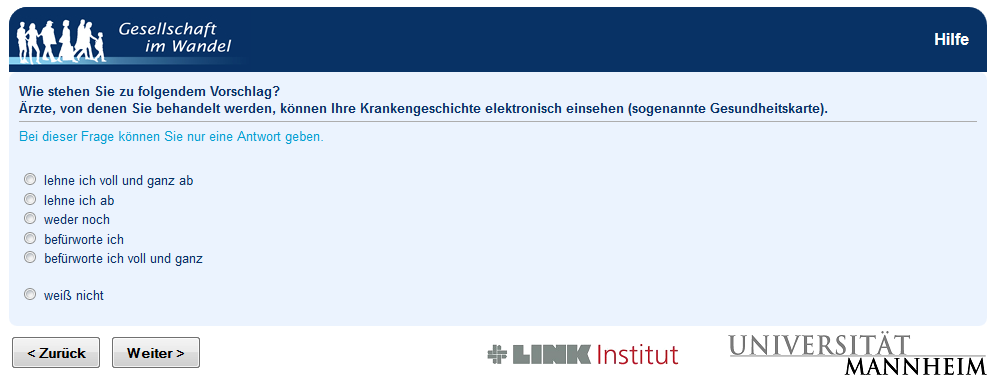 Gesellschaft
im Wandel
Hilfe
Wie stehen Sie zu folgendem Vorschlag?
Ärzte, von denen Sie behandelt werden, können Ihre Krankengeschichte elektronisch einsehen (sogenannte Gesundheitskarte).
Bei dieser Frage können Sie nur eine Antwort geben.
lehne ich voll und ganz ab
lehne ich ab
weder noch
befürworte ich
befürworte ich voll und ganz
weiß nicht
< Zurück
Weiter >
LINK Institut
UNIVERSITÄT
MANNHEIM